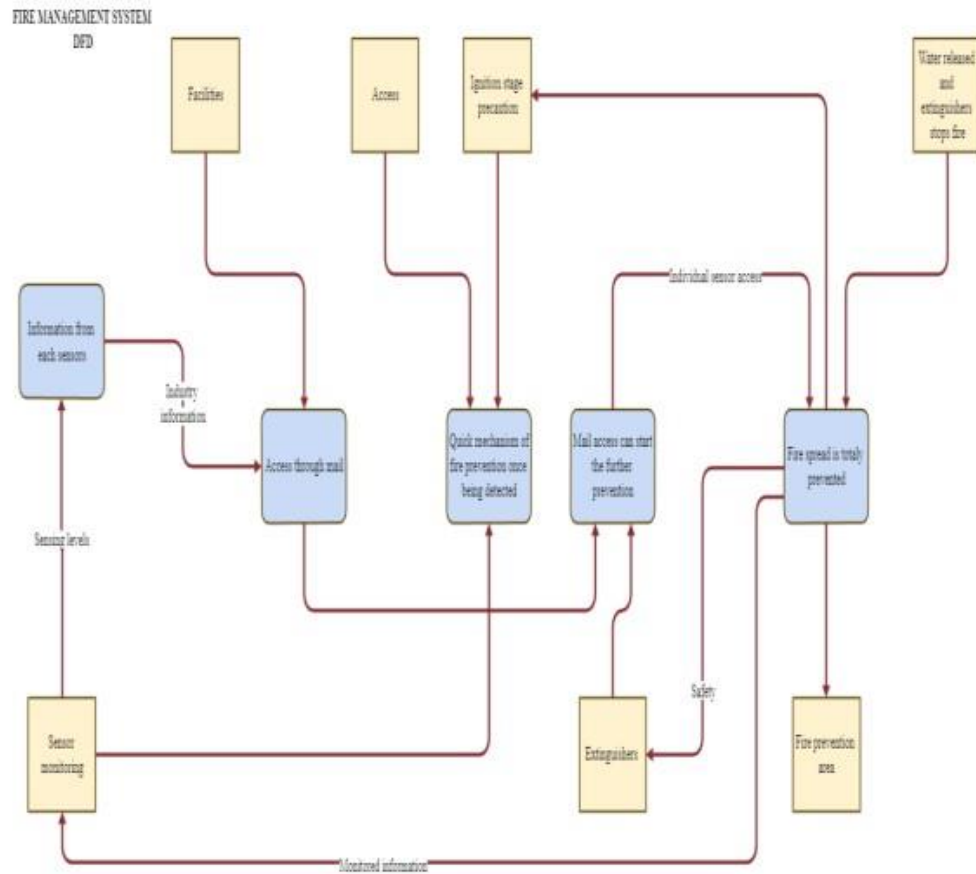 FIRE MANAGEMENT SYSTEM
DFD
Facilities
Access
Ignition stage
precaution
Water released
and
extinguishers
stops fire
Individual sensor access
Information from
each sensors
Industry
information
Access through mail
Quick mechanism of
fire prevention once
being detected
Mail access can start
the further
prevention
Fire spread is totaly
prevented
Sensing levels
Safety
Sensor
monitoring
Extinguishers
Fire prevention
area
Monitored information